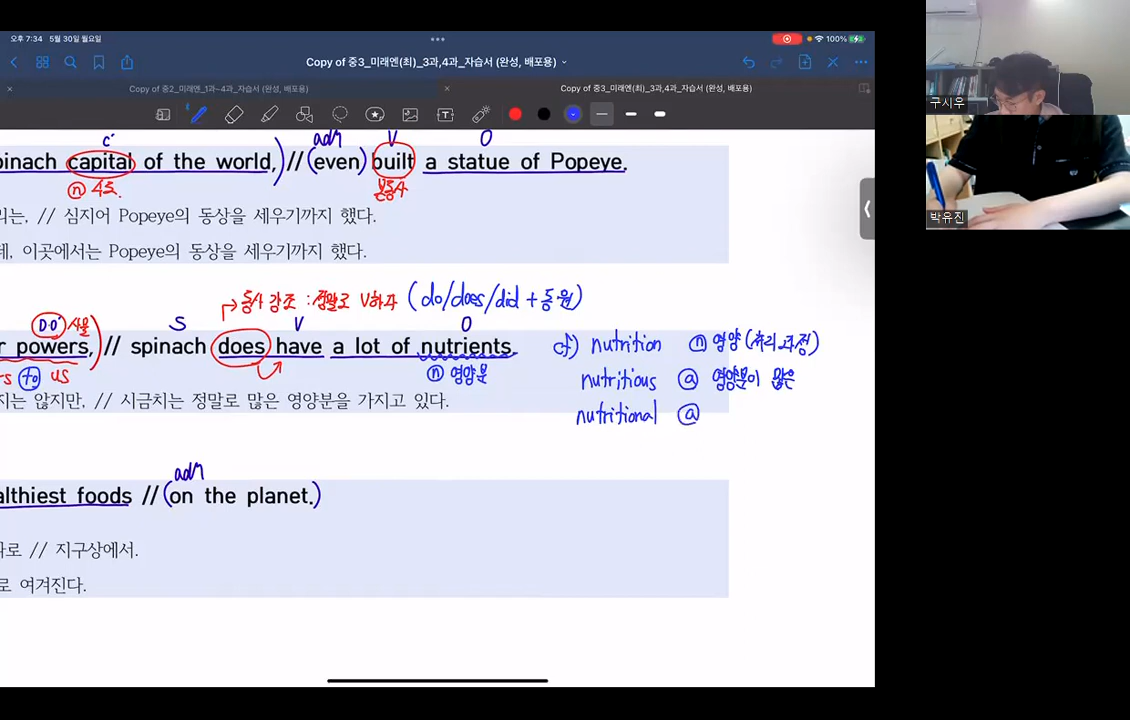 오후 7:34 5월 30일 월요일
100%
Copy of 중3_미래엔(최)_3과,4과_자습서 (완성, 배포용)
Copy of 중2_미래엔_1과~4과_자습서 (완성, 배포용)
Copy of 중3_미래엔(최)_3과,4과_자습서 (완성, 배포용)
구시우
박유진
C' adv V O
pinach capital of the world,) // (even) built a statue of Popeye.
ⓝ 수도. 본동사
리는, // 심지어 Popeye의 동상을 세우기까지 했다.
데, 이곳에서는 Popeye의 동상을 세우기까지 했다.
동사 강조 : 정말로 V하다 (do/does/did + 동원)
D·O' 사물 S V O
r powers,) // spinach does have a lot of nutrients.
to us ⓝ 영양분
cf) nutrition ⓝ 영양
nutritious ⓐ 영양분이 많은
nutritional ⓐ
지는 않지만, // 시금치는 정말로 많은 영양분을 가지고 있다.
adv
althiest foods // (on the planet.)
로 // 지구상에서.
로 여겨진다.